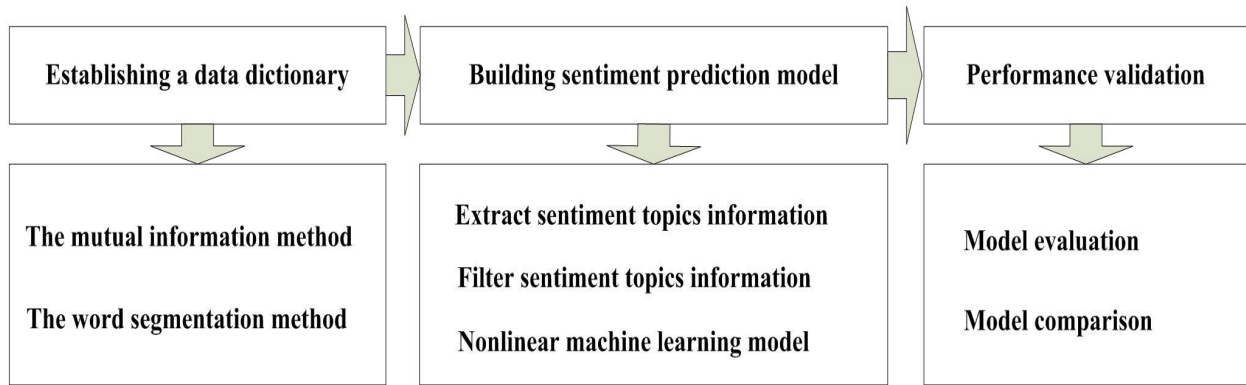 Establishing a data dictionary
Building sentiment prediction model
Performance validation
The mutual information method
The word segmentation method
Extract sentiment topics information
Filter sentiment topics information
Nonlinear machine learning model
Model evaluation
Model comparison